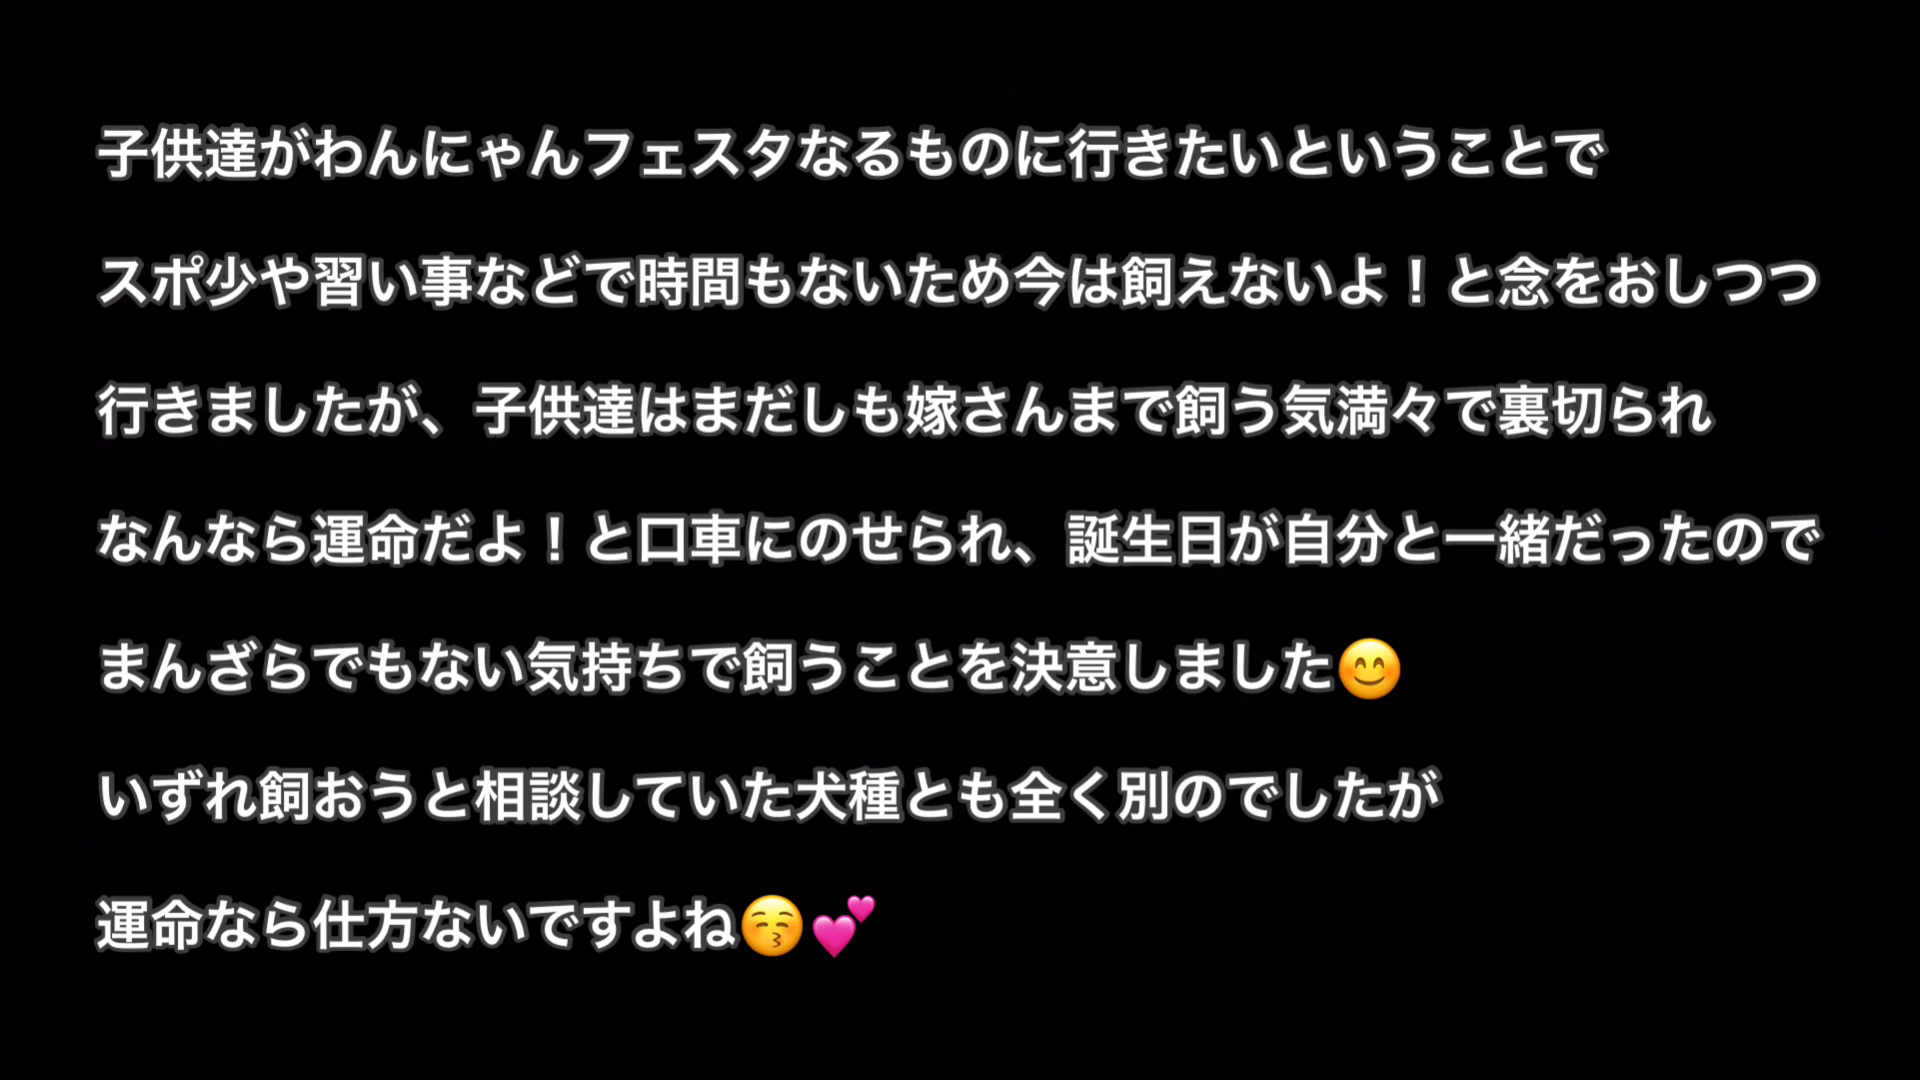 子供達がわんにゃんフェスタなるものに行きたいということで
スポ少や習い事などで時間もないため今は飼えないよ！と念をおしつつ
行きましたが、子供達はまだしも嫁さんまで飼う気満々で裏切られ
なんなら運命だよ！と口車にのせられ、誕生日が自分と一緒だったので
まんざらでもない気持ちで飼うことを決意しました😊
いずれ飼おうと相談していた犬種とも全く別のでしたが
運命なら仕方ないですよね😚💕